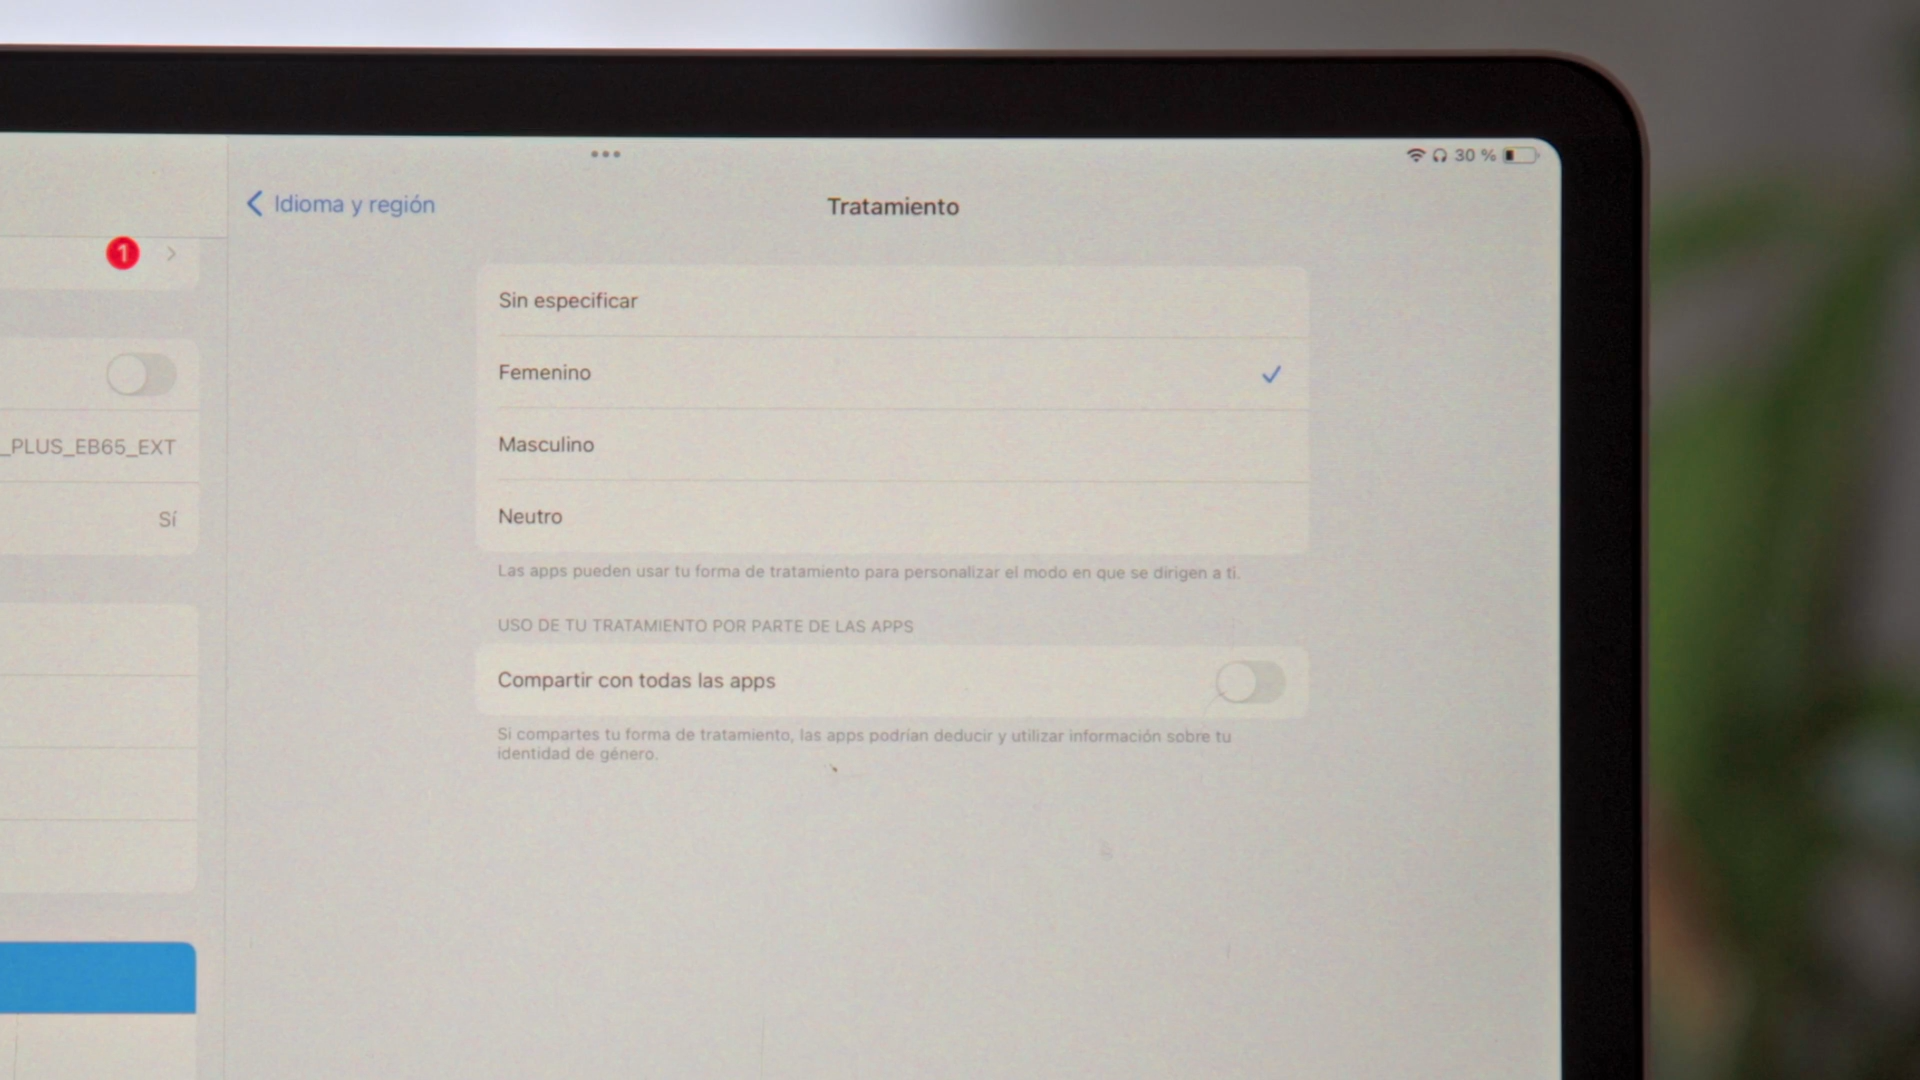 30 %
Idioma y región
Tratamiento
1
Sin especificar
Femenino
Masculino
_PLUS_EB65_EXT
Sí
Neutro
Las apps pueden usar tu forma de tratamiento para personalizar el modo en que se dirigen a ti.
USO DE TU TRATAMIENTO POR PARTE DE LAS APPS
Compartir con todas las apps
Si compartes tu forma de tratamiento, las apps podrían deducir y utilizar información sobre tu
identidad de género.